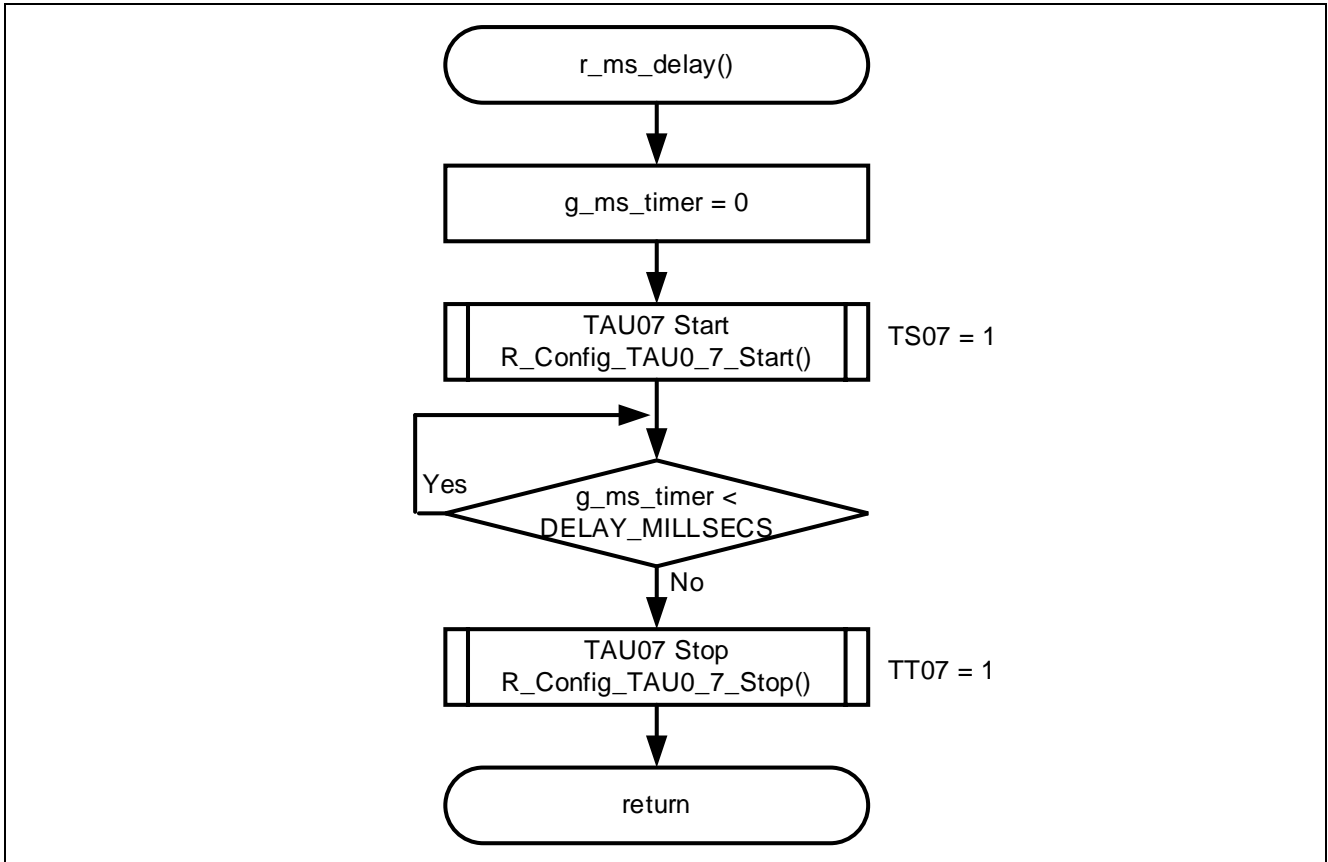 r_ms_delay()
g_ms_timer = 0
TAU07 Start
R_Config_TAU0_7_Start()
TS07 = 1
Yes
g_ms_timer <
DELAY_MILLSECS
No
TAU07 Stop
R_Config_TAU0_7_Stop()
TT07 = 1
return